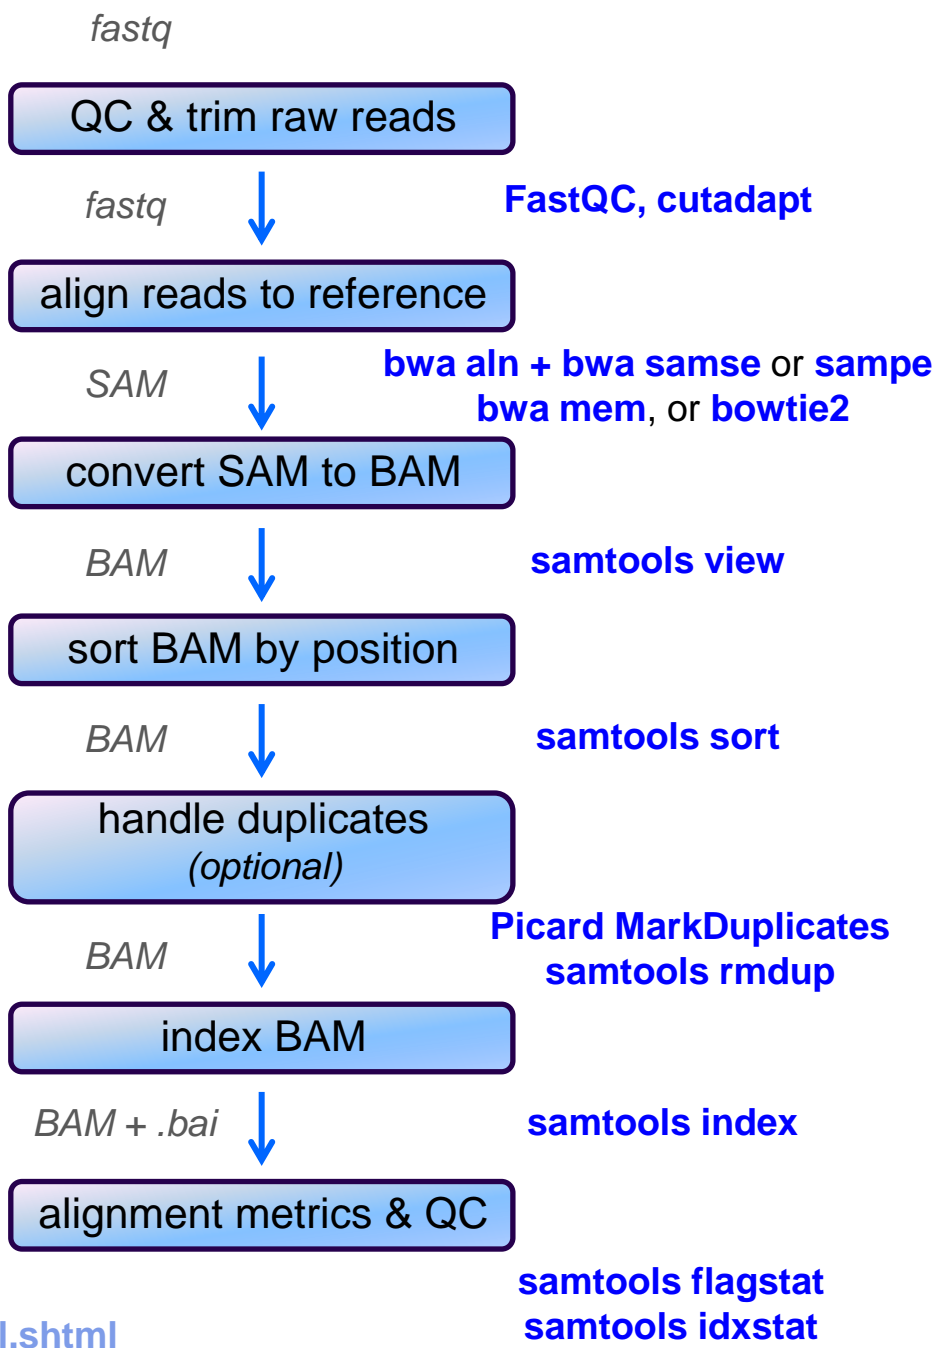 fastq
QC & trim raw reads
fastq
FastQC, cutadapt
align reads to reference
SAM
bwa aln + bwa samse or sampe
bwa mem, or bowtie2
convert SAM to BAM
BAM
samtools view
sort BAM by position
BAM
samtools sort
handle duplicates
(optional)
BAM
Picard MarkDuplicates
samtools rmdup
index BAM
BAM + .bai
samtools index
alignment metrics & QC
samtools flagstat
samtools idxstat
l.shtml